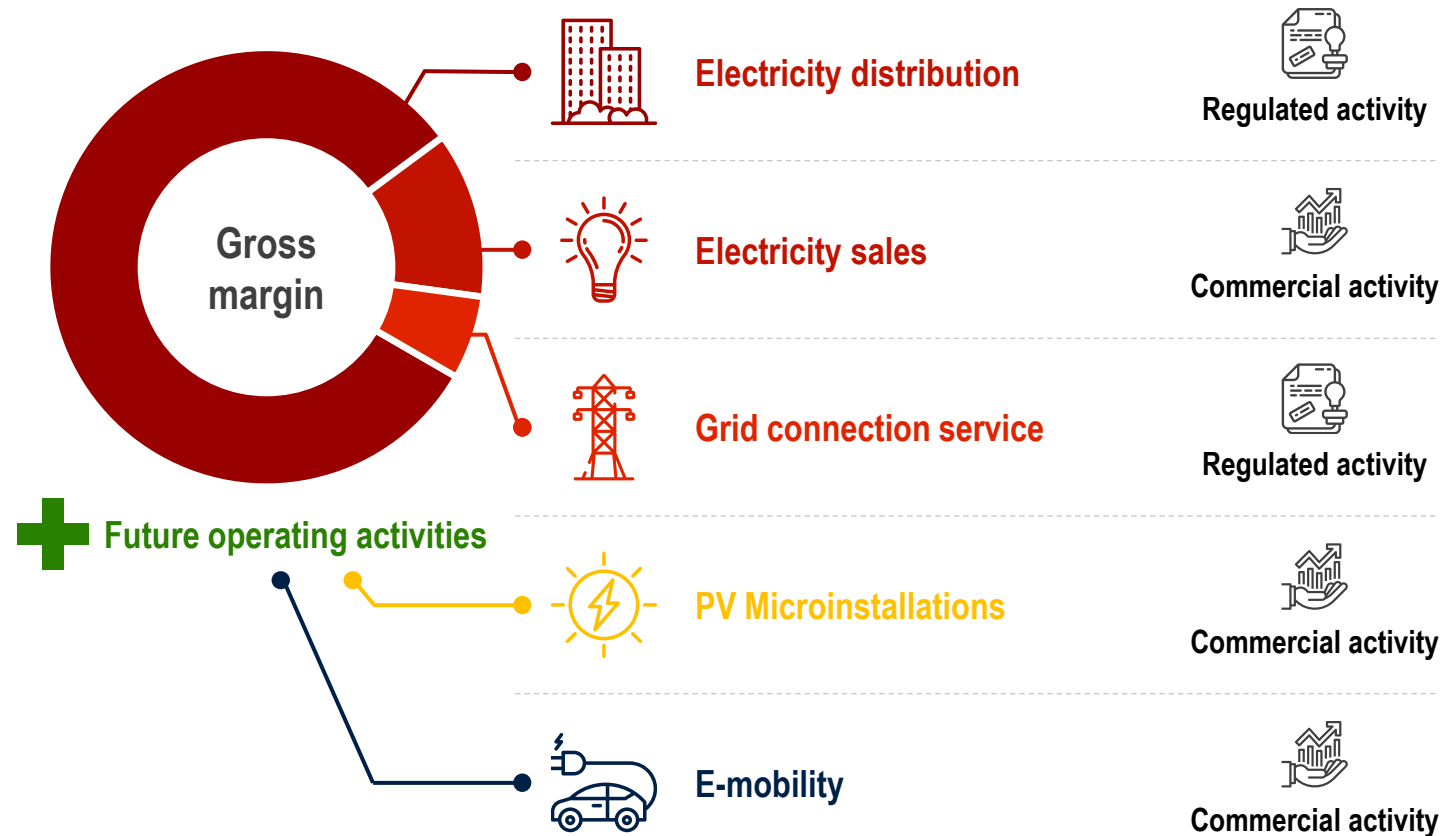 Gross
margin
Electricity distribution
Regulated activity
Electricity sales
Commercial activity
Grid connection service
Regulated activity
Future operating activities
PV Microinstallations
Commercial activity
E-mobility
Commercial activity